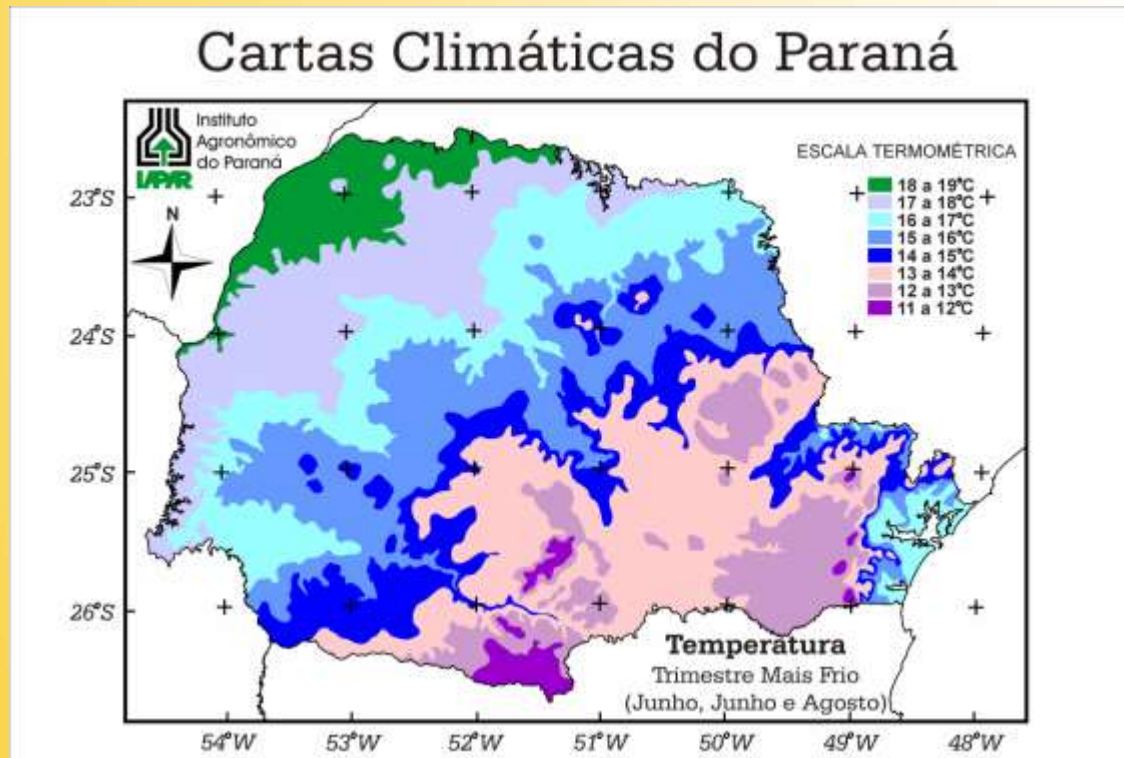 Cartas Climáticas do Paraná
Instituto
Agronômico
do Paraná
IAPAR
N
ESCALA TERMOMÉTRICA
18 a 19°C
17 a 18°C
16 a 17°C
15 a 16°C
14 a 15°C
13 a 14°C
12 a 13°C
11 a 12°C
23°S
24°S
25°S
26°S
Temperatura
Trimestre Mais Frio
(Junho, Junho e Agosto)
54°W 53°W 52°W 51°W 50°W 49°W 48°W